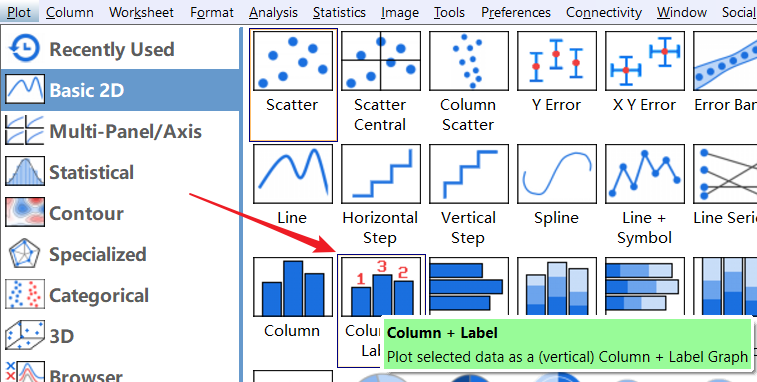 Plot Column Worksheet Format Analysis Statistics Image Tools Preferences Connectivity Window Social
Recently Used
Basic 2D
Multi-Panel/Axis
Statistical
Contour
Specialized
Categorical
3D
Browser
Scatter
Scatter
Central
Column
Scatter
Y Error
X Y Error
Error Ban
Line
Horizontal
Step
Vertical
Step
Spline
Line +
Symbol
Line Serie
1 3 2
Column
Colu
Lal
Column + Label
Plot selected data as a (vertical) Column + Label Graph